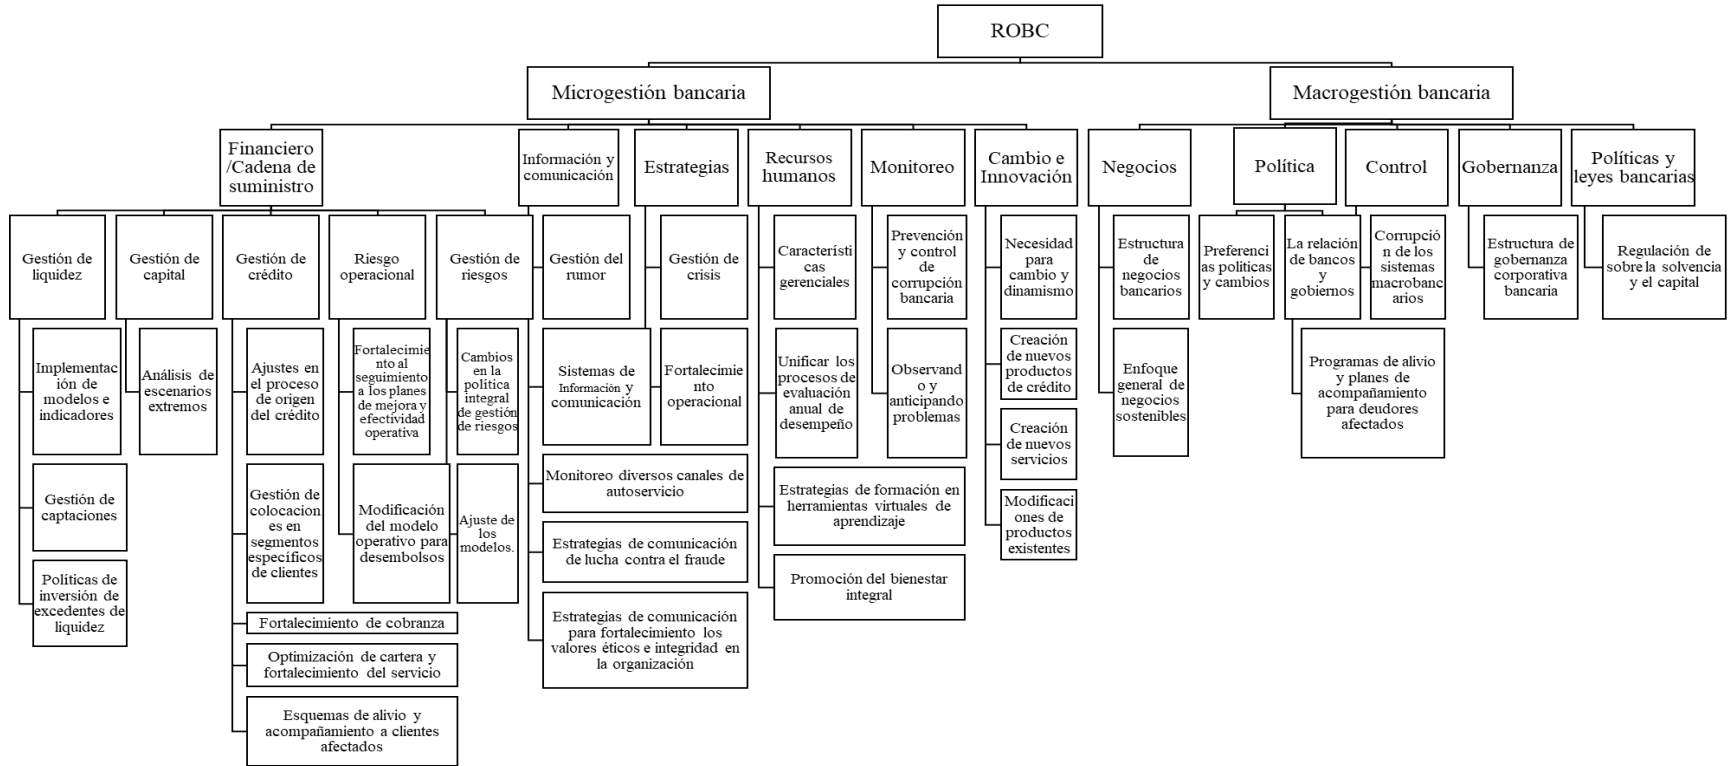 ROBC
Microgestión bancaria
Macrogestión bancaria
Financiero
/Cadena de
suministro
Información y
comunicación
Estrategias
Recursos
humanos
Monitoreo
Cambio e
Innovación
Negocios
Política
Control
Gobernanza
Políticas y
leyes bancarias
Gestión de
liquidez
Gestión de
capital
Gestión de
crédito
Riesgo
operacional
Gestión de
riesgos
Gestión del
rumor
Gestión de
crisis
Característi
cas
gerenciales
Prevención
y control
de
corrupción
bancaria
Necesidad
para
cambio y
dinamismo
Estructura
de
negocios
bancarios
Preferenci
as políticas
y cambios
La relación
de bancos
y
gobiernos
Corrupció
n de los
sistemas
macrobanc
arios
Estructura de
gobernanza
corporativa
bancaria
Regulación de
sobre la solvencia
y el capital
Implementa
ción de
modelos e
indicadores
Análisis de
escenarios
extremos
Ajustes en
el proceso
de origen
del crédito
Fortalecimie
nto al
seguimiento
a los planes
de mejora y
efectividad
operativa
Cambios
en la
política
integral
de gestión
de riesgos
Sistemas de
Información y
comunicación
Fortalecimie
nto
operacional
Unificar los
procesos de
evaluación
anual de
desempeño
Observand
o y
anticipando
problemas
Creación
de nuevos
productos
de crédito
Enfoque
general de
negocios
sostenibles
Programas de alivio y
planes de
acompañamiento
para deudores
afectados
Gestión de
captaciones
Gestión de
colocacion
es en
segmentos
específicos
de clientes
Modificación
del modelo
operativo para
desembolsos
Ajuste de
los
modelos.
Monitoreo diversos canales de
autoservicio
Estrategias de formación en
herramientas virtuales de
aprendizaje
Creación
de nuevos
servicios
Modificaci
ones de
productos
existentes
Políticas de
inversión de
excedentes de
liquidez
Estrategias de comunicación
de lucha contra el fraude
Promoción del bienestar
integral
Fortalecimiento de cobranza
Estrategias de comunicación
para fortalecimiento los
valores éticos e integridad en
la organización
Optimización de cartera y
fortalecimiento del servicio
Esquemas de alivio y
acompañamiento a clientes
afectados